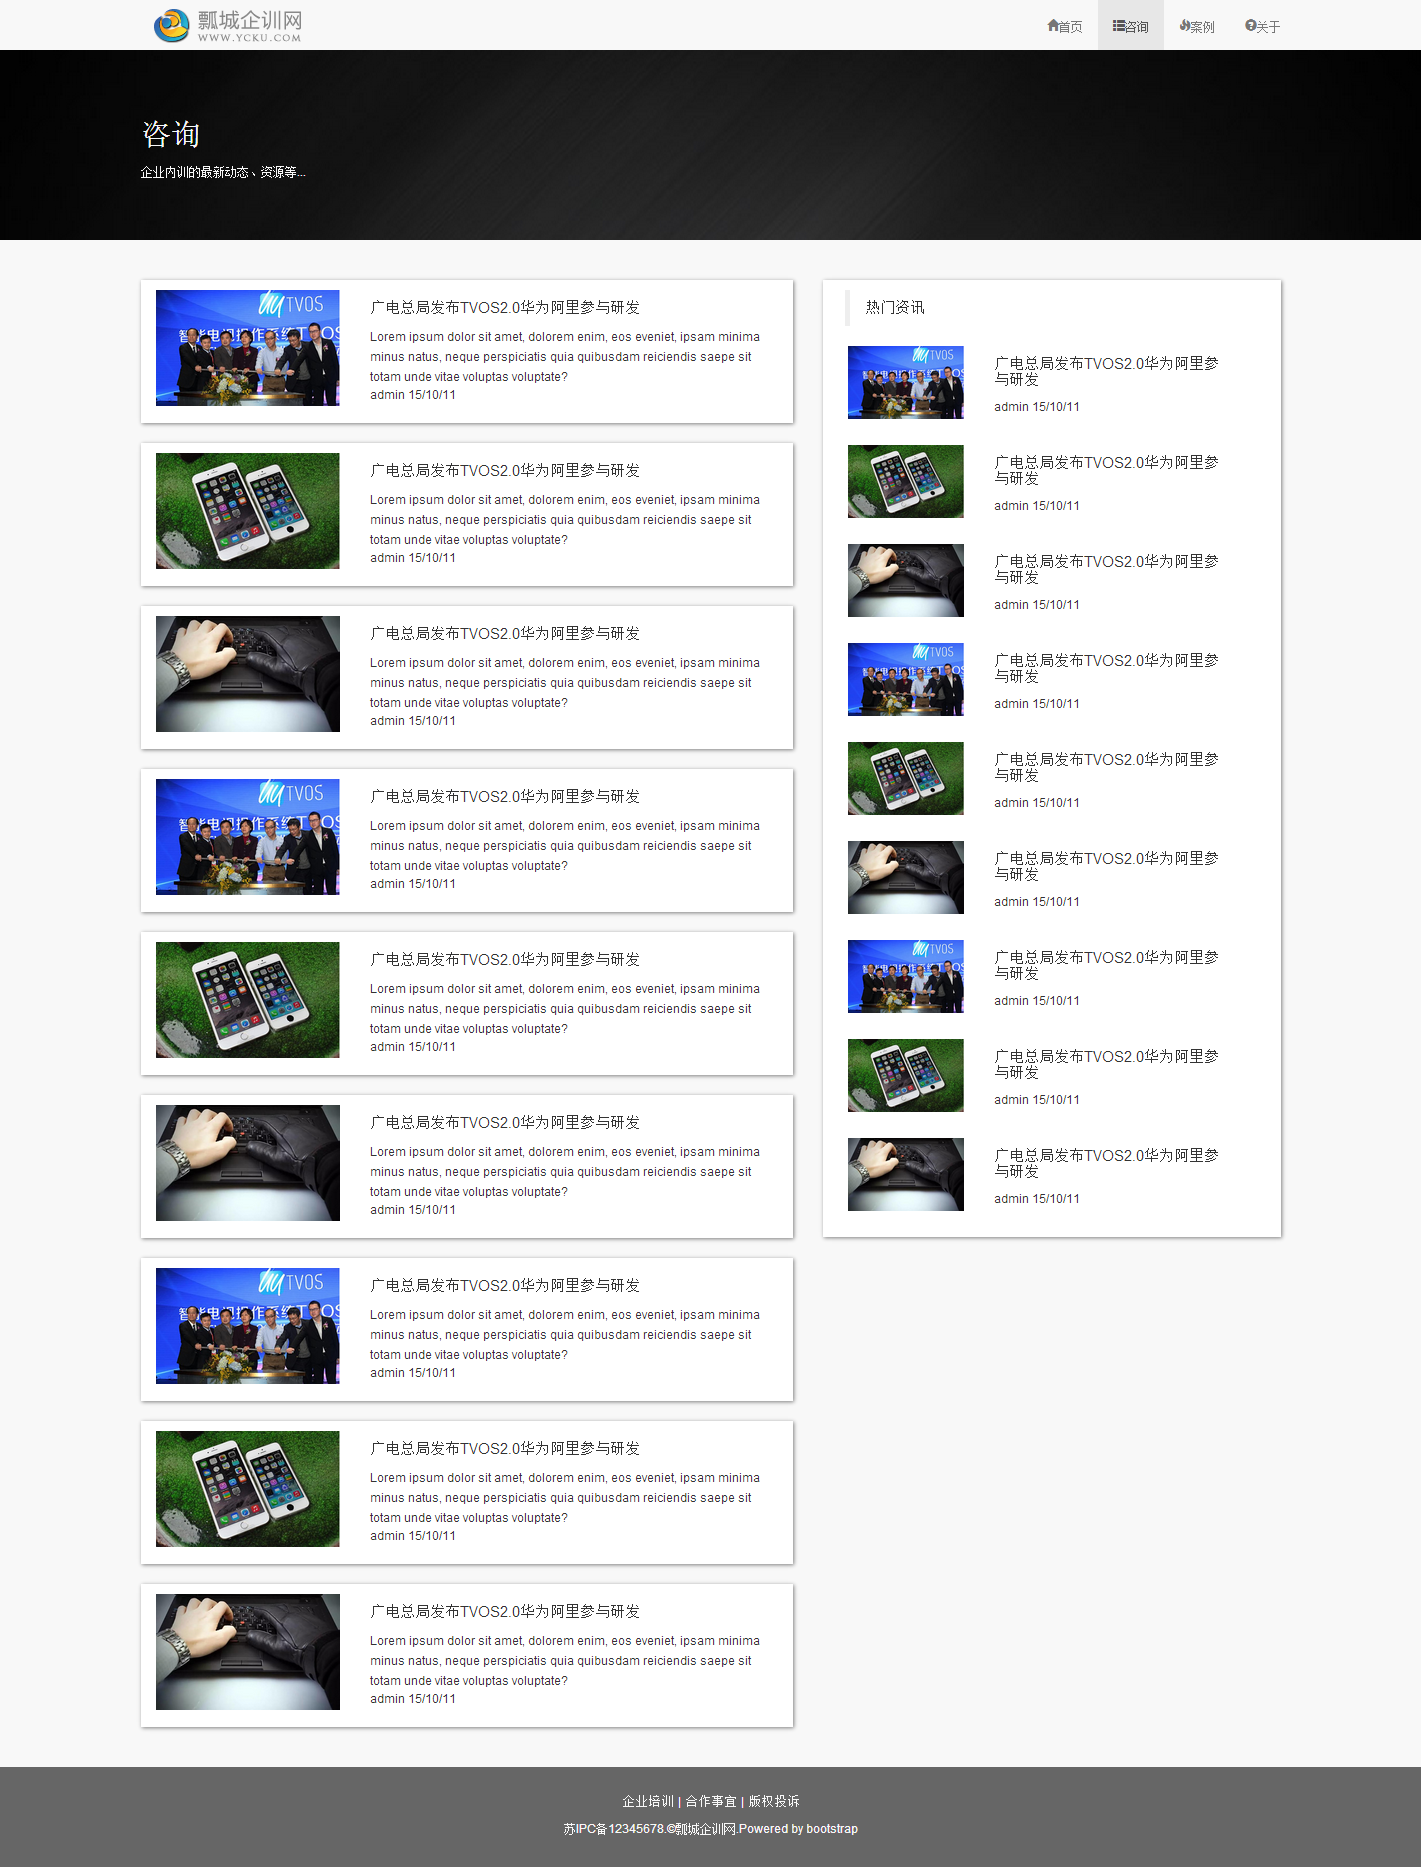 瓢城企训网
WWW.YCKU.COM
首页 咨询 案例 关于
咨询
企业内训的最新动态、资源等...
广电总局发布TVOS2.0华为阿里参与研发
Lorem ipsum dolor sit amet, dolorem enim, eos eveniet, ipsam minima
minus natus, neque perspiciatis quia quibusdam reiciendis saepe sit
totam unde vitae voluptas voluptate?
admin 15/10/11
广电总局发布TVOS2.0华为阿里参与研发
Lorem ipsum dolor sit amet, dolorem enim, eos eveniet, ipsam minima
minus natus, neque perspiciatis quia quibusdam reiciendis saepe sit
totam unde vitae voluptas voluptate?
admin 15/10/11
广电总局发布TVOS2.0华为阿里参与研发
Lorem ipsum dolor sit amet, dolorem enim, eos eveniet, ipsam minima
minus natus, neque perspiciatis quia quibusdam reiciendis saepe sit
totam unde vitae voluptas voluptate?
admin 15/10/11
广电总局发布TVOS2.0华为阿里参与研发
Lorem ipsum dolor sit amet, dolorem enim, eos eveniet, ipsam minima
minus natus, neque perspiciatis quia quibusdam reiciendis saepe sit
totam unde vitae voluptas voluptate?
admin 15/10/11
广电总局发布TVOS2.0华为阿里参与研发
Lorem ipsum dolor sit amet, dolorem enim, eos eveniet, ipsam minima
minus natus, neque perspiciatis quia quibusdam reiciendis saepe sit
totam unde vitae voluptas voluptate?
admin 15/10/11
广电总局发布TVOS2.0华为阿里参与研发
Lorem ipsum dolor sit amet, dolorem enim, eos eveniet, ipsam minima
minus natus, neque perspiciatis quia quibusdam reiciendis saepe sit
totam unde vitae voluptas voluptate?
admin 15/10/11
广电总局发布TVOS2.0华为阿里参与研发
Lorem ipsum dolor sit amet, dolorem enim, eos eveniet, ipsam minima
minus natus, neque perspiciatis quia quibusdam reiciendis saepe sit
totam unde vitae voluptas voluptate?
admin 15/10/11
广电总局发布TVOS2.0华为阿里参与研发
Lorem ipsum dolor sit amet, dolorem enim, eos eveniet, ipsam minima
minus natus, neque perspiciatis quia quibusdam reiciendis saepe sit
totam unde vitae voluptas voluptate?
admin 15/10/11
广电总局发布TVOS2.0华为阿里参与研发
Lorem ipsum dolor sit amet, dolorem enim, eos eveniet, ipsam minima
minus natus, neque perspiciatis quia quibusdam reiciendis saepe sit
totam unde vitae voluptas voluptate?
admin 15/10/11
热门资讯
广电总局发布TVOS2.0华为阿里参
与研发
admin 15/10/11
广电总局发布TVOS2.0华为阿里参
与研发
admin 15/10/11
广电总局发布TVOS2.0华为阿里参
与研发
admin 15/10/11
广电总局发布TVOS2.0华为阿里参
与研发
admin 15/10/11
广电总局发布TVOS2.0华为阿里参
与研发
admin 15/10/11
广电总局发布TVOS2.0华为阿里参
与研发
admin 15/10/11
广电总局发布TVOS2.0华为阿里参
与研发
admin 15/10/11
广电总局发布TVOS2.0华为阿里参
与研发
admin 15/10/11
广电总局发布TVOS2.0华为阿里参
与研发
admin 15/10/11
企业培训 | 合作事宜 | 版权投诉
苏IPC备12345678.©瓢城企训网.Powered by bootstrap